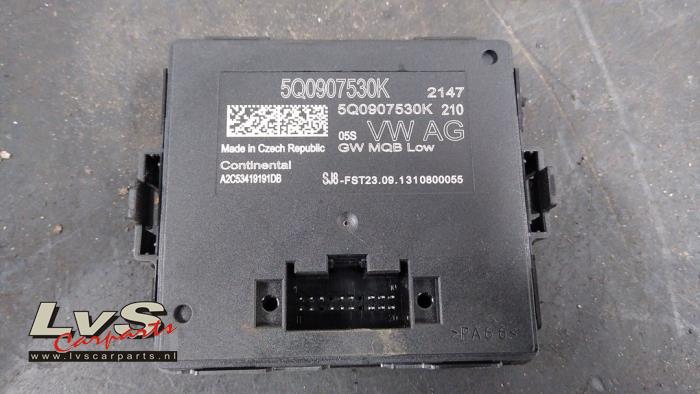 5Q0907530K 2147
5Q0907530K 210
05S VW AG
Made in Czech Republic GW MQB Low
Continental
A2C53419191DB SJ8-FST23.09.1310800055
>PA66
LvS
Carparts
www.lvscarparts.nl